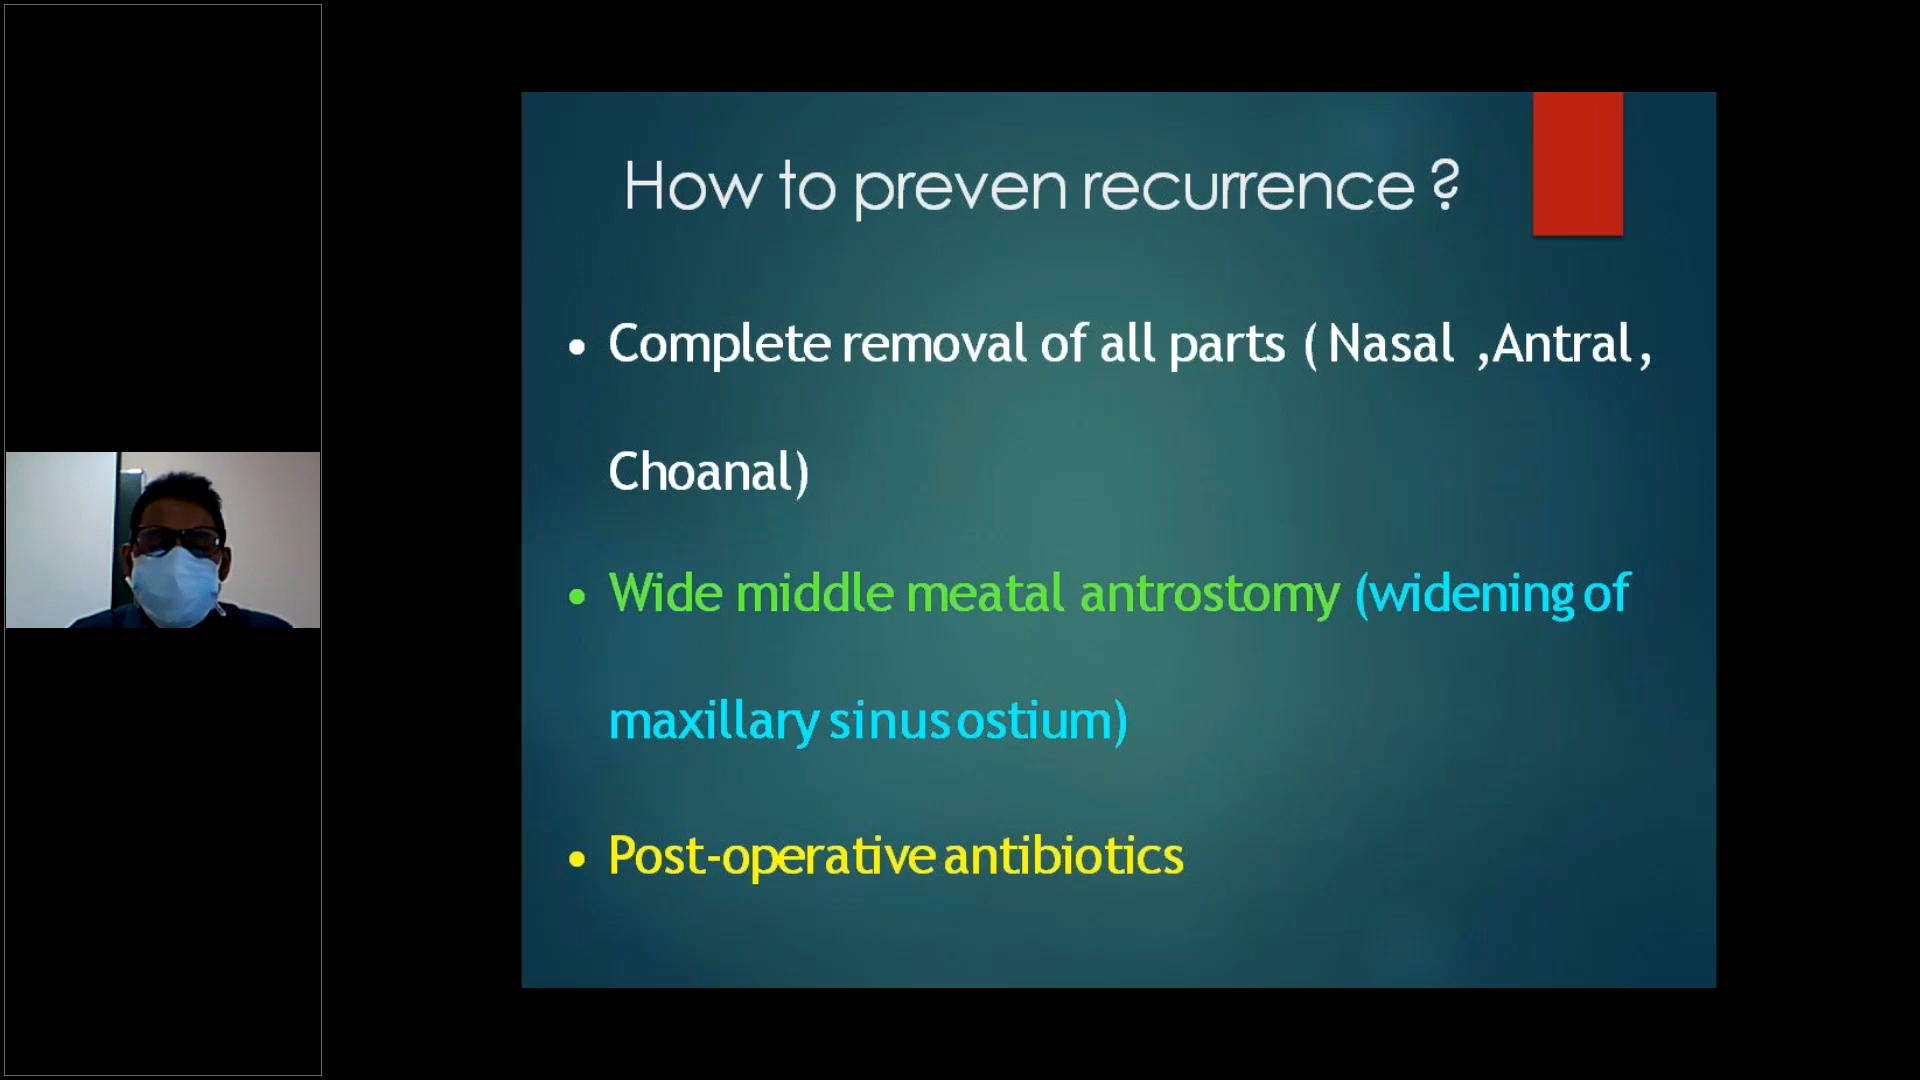 How to preven recurrence ?
• Complete removal of all parts ( Nasal ,Antral,
Choanal)
• Wide middle meatal antrostomy (widening of
maxillary sinus ostium)
• Post-operative antibiotics